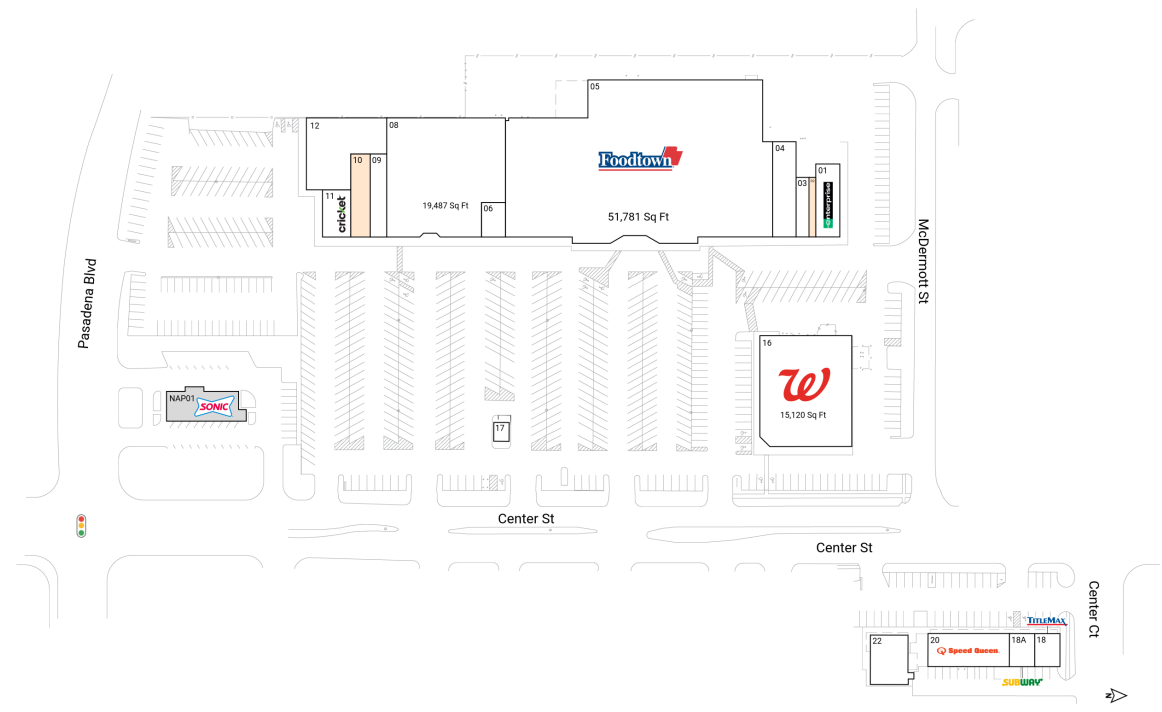 05
12
08
Foodtown
04
10
09
01
03
enterprise
11
cricket
19,487 Sq Ft
06
51,781 Sq Ft
McDermott St
Pasadena Blvd
16
W
15,120 Sq Ft
NAP01
SONIC
17
Center St
Center St
Center Ct
TITLEMAX
22
20
Speed Queen
18A
18
SUBWAY
N